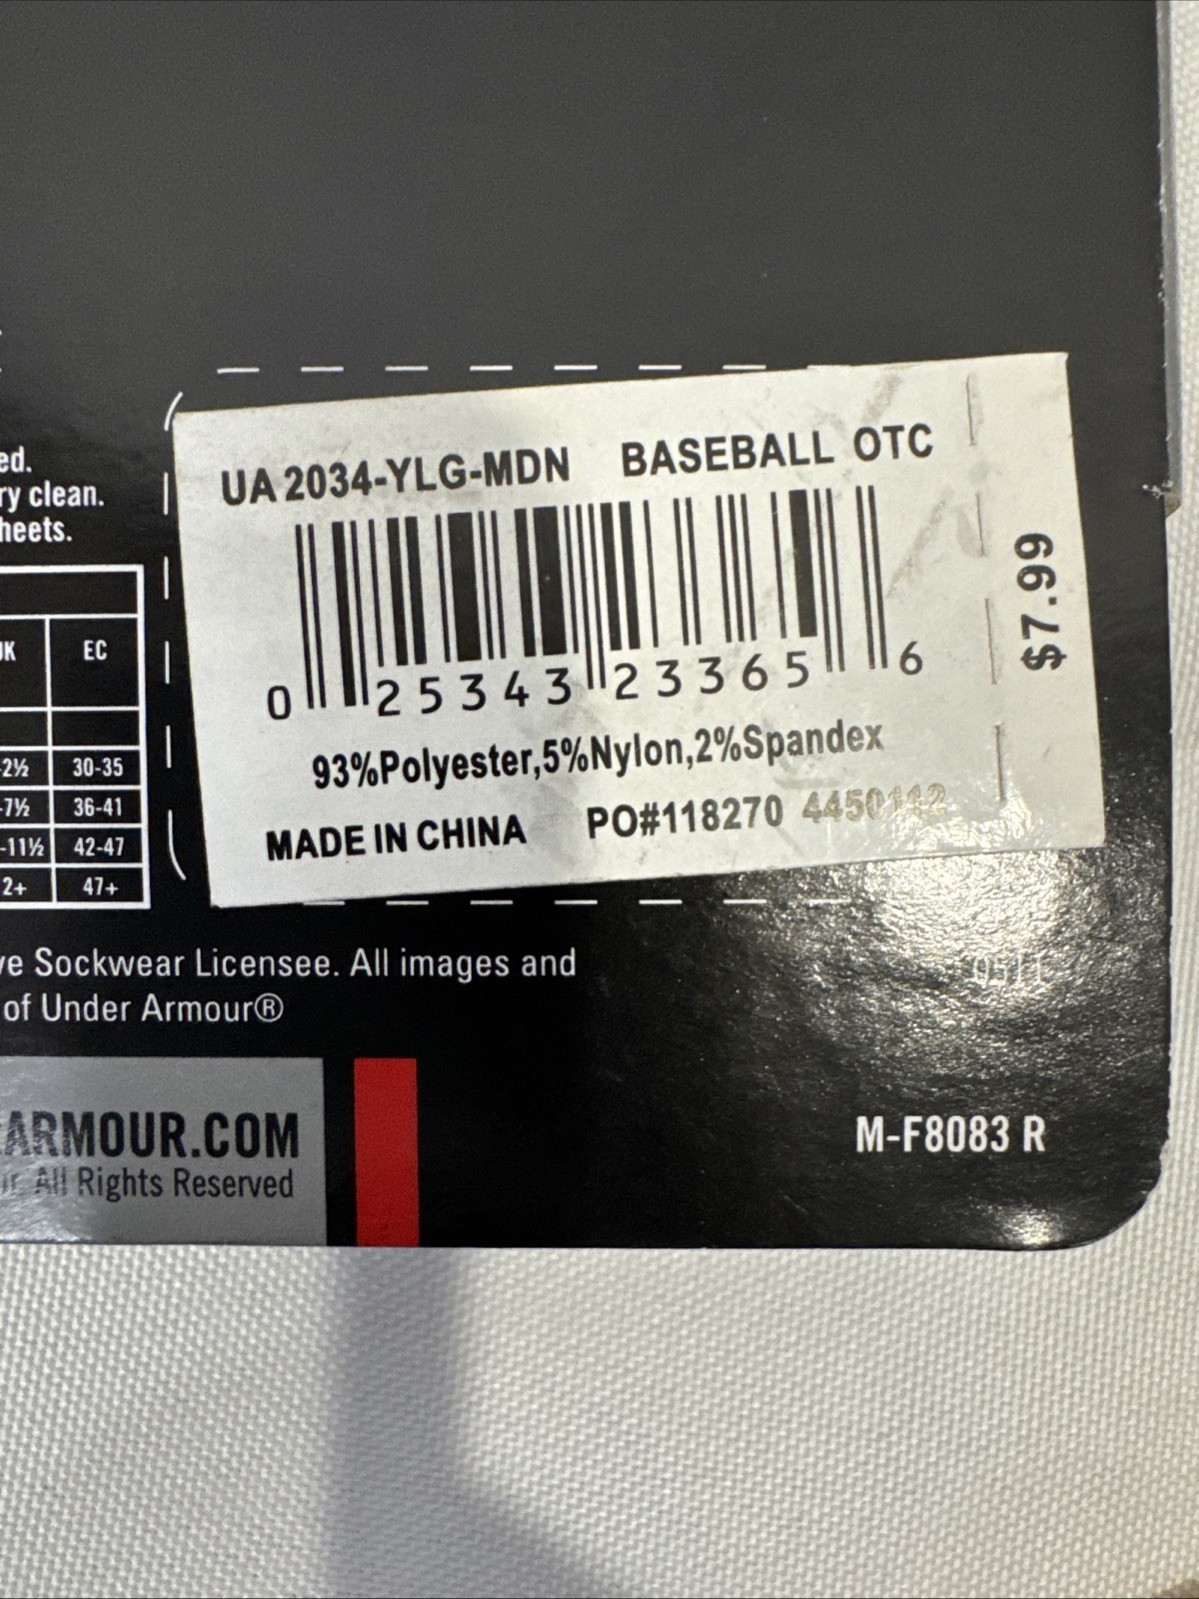 ed.
ry clean.
heets.
UA 2034-YLG-MDN BASEBALL OTC
$7.99
0 25343 23365 6
93%Polyester,5%Nylon,2%Spandex
MADE IN CHINA PO#118270 4450112
UK EC
-2½ 30-35
-7½ 36-41
-11½ 42-47
2+ 47+
ve Sockwear Licensee. All images and
of Under Armour®
0511
ARMOUR.COM
All Rights Reserved
M-F8083 R